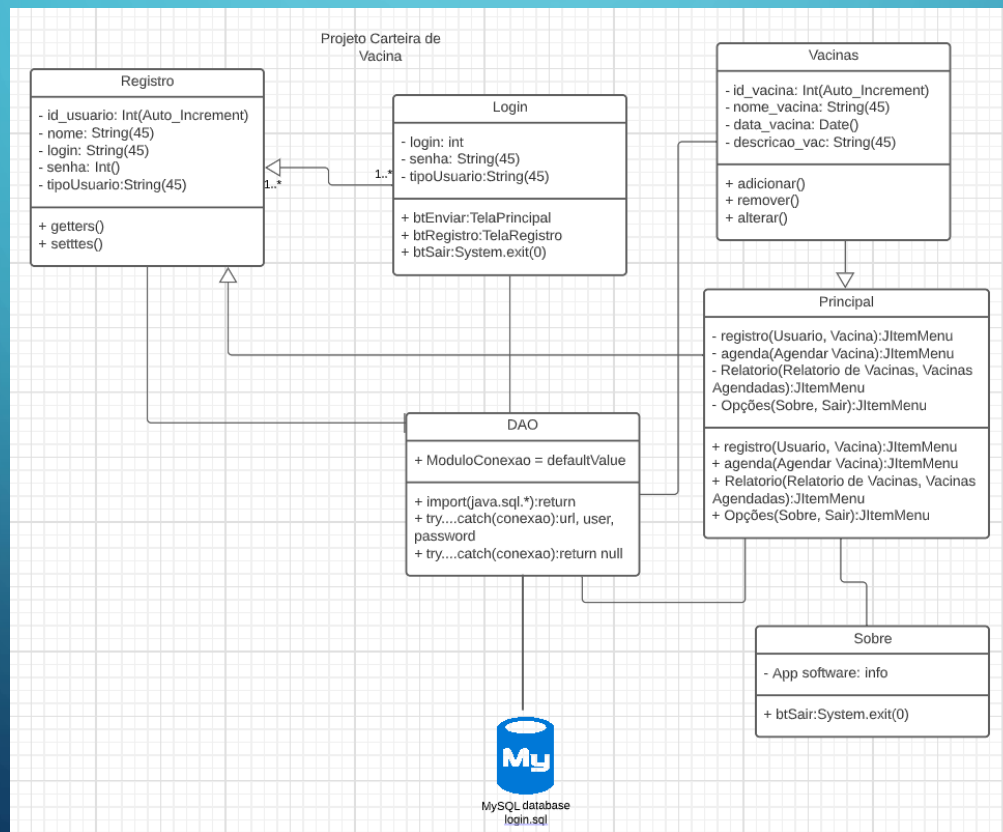 Projeto Carteira de
Vacina
Registro
- id_usuario: Int(Auto_Increment)
- nome: String(45)
- login: String(45)
- senha: Int()
- tipoUsuario:String(45)
+ getters()
+ setttes()
1..*
1..*
Login
- login: int
- senha: String(45)
- tipoUsuario:String(45)
+ btEnviar:TelaPrincipal
+ btRegistro:TelaRegistro
+ btSair:System.exit(0)
Vacinas
- id_vacina: Int(Auto_Increment)
- nome_vacina: String(45)
- data_vacina: Date()
- descricao_vac: String(45)
+ adicionar()
+ remover()
+ alterar()
Principal
- registro(Usuario, Vacina):JItemMenu
- agenda(Agendar Vacina):JItemMenu
- Relatorio(Relatorio de Vacinas, Vacinas
Agendadas):JItemMenu
- Opções(Sobre, Sair):JItemMenu
+ registro(Usuario, Vacina):JItemMenu
+ agenda(Agendar Vacina):JItemMenu
+ Relatorio(Relatorio de Vacinas, Vacinas
Agendadas):JItemMenu
+ Opções(Sobre, Sair):JItemMenu
DAO
+ ModuloConexao = defaultValue
+ import(java.sql.*):return
+ try....catch(conexao):url, user,
password
+ try....catch(conexao):return null
Sobre
- App software: info
+ btSair:System.exit(0)
My
MySQL database
login.sql